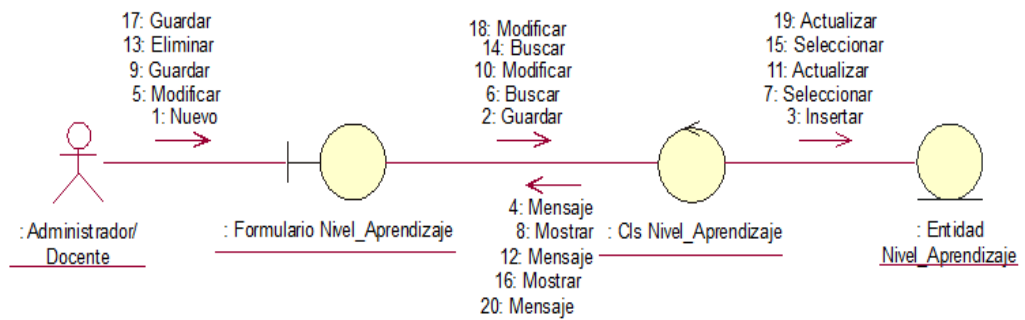 17: Guardar
13: Eliminar
9: Guardar
5: Modificar
1: Nuevo
18: Modificar
14: Buscar
10: Modificar
6: Buscar
2: Guardar
19: Actualizar
15: Seleccionar
11: Actualizar
7: Seleccionar
3: Insertar
4: Mensaje
8: Mostrar
12: Mensaje
16: Mostrar
20: Mensaje
: Administrador/
Docente
: Formulario Nivel_Aprendizaje
: Cls Nivel_Aprendizaje
: Entidad
Nivel_Aprendizaje